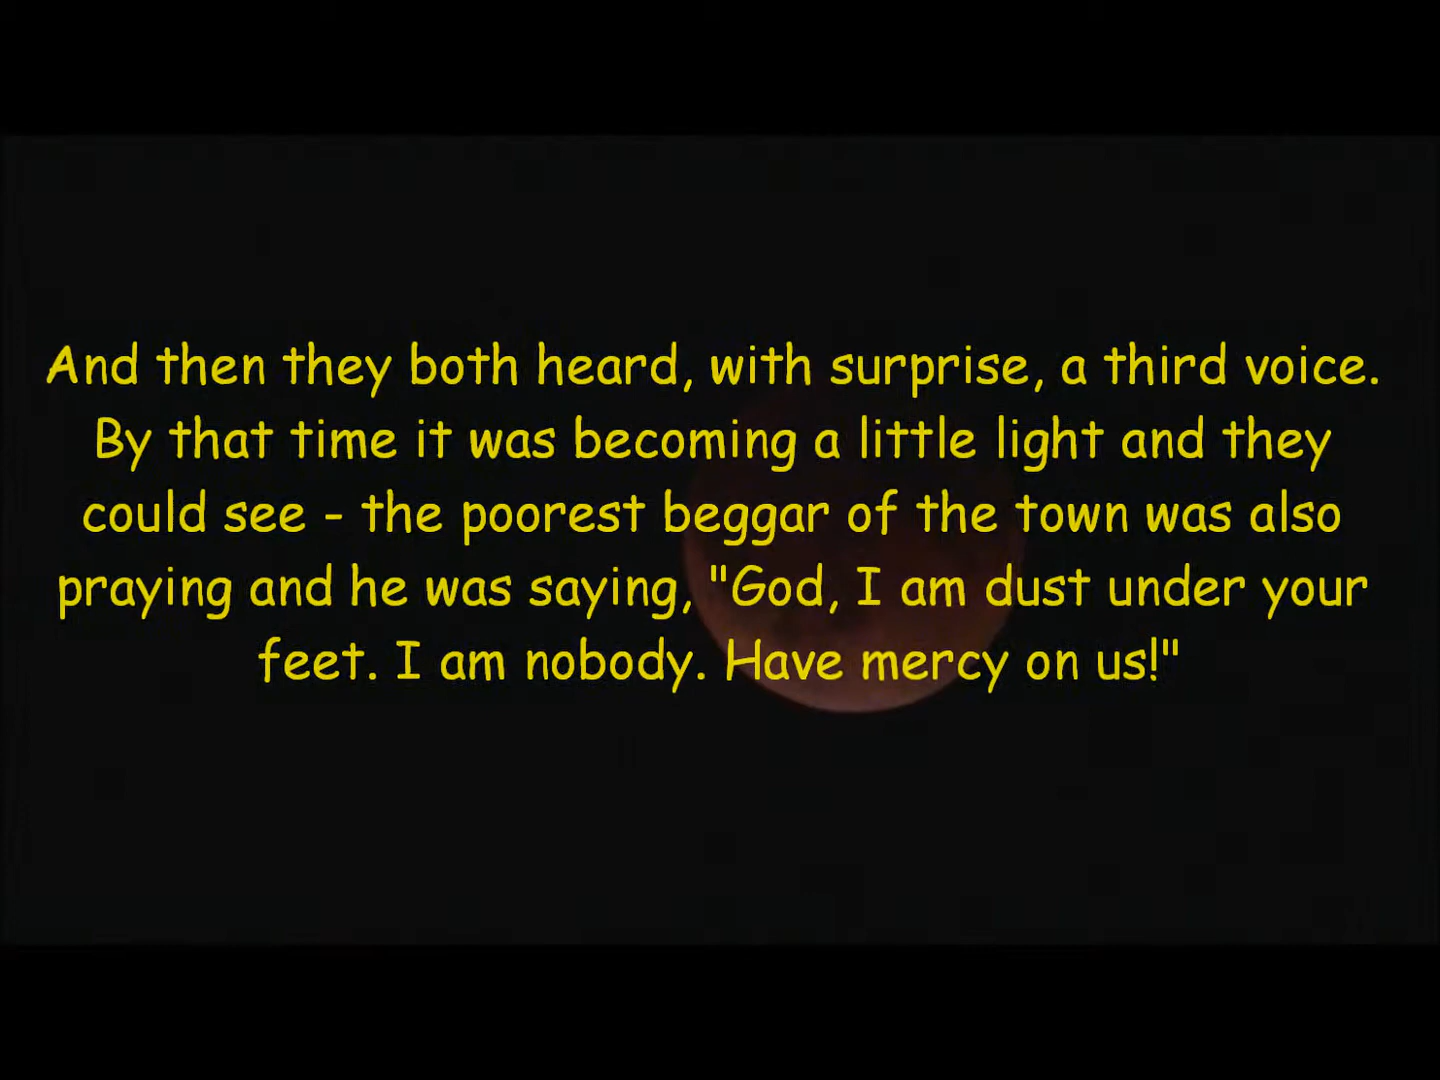 And then they both heard, with surprise, a third voice.
By that time it was becoming a little light and they
could see - the poorest beggar of the town was also
praying and he was saying, "God, I am dust under your
feet. I am nobody. Have mercy on us!"